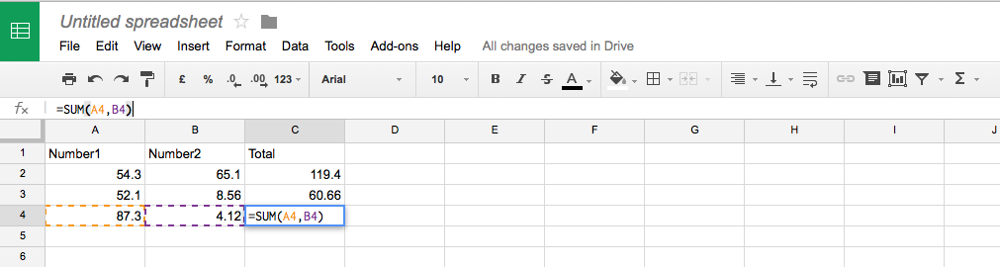 Untitled spreadsheet
File Edit View Insert Format Data Tools Add-ons Help All changes saved in Drive
£ % .0 .00 123 Arial 10 B I S A Σ
fx =SUM(A4,B4)
A B C D E F G H I J
1 Number1 Number2 Total
2 54.3 65.1 119.4
3 52.1 8.56 60.66
4 87.3 4.12 =SUM(A4,B4)
5
6